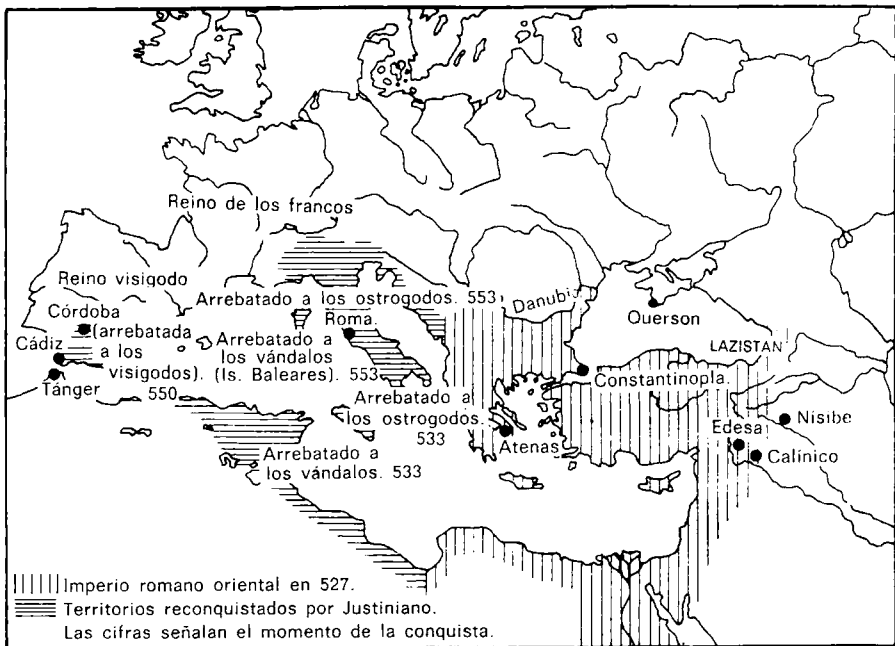 Reino de los francos
Reino visigodo
Arrebatado a los ostrogodos. 553
Danubio
Roma.
Córdoba
(arrebatada
a los
visigodos).
550
Cádiz
Tánger
Arrebatado a
los vándalos
(Is. Baleares). 553
Arrebatado a
los ostrogodos.
533
Arrebatado a
los vándalos. 533
Atenas
Constantinopla.
Querson
LAZISTAN
Edesa
Nisibe
Calínico
Imperio romano oriental en 527.
Territorios reconquistados por Justiniano.
Las cifras señalan el momento de la conquista.